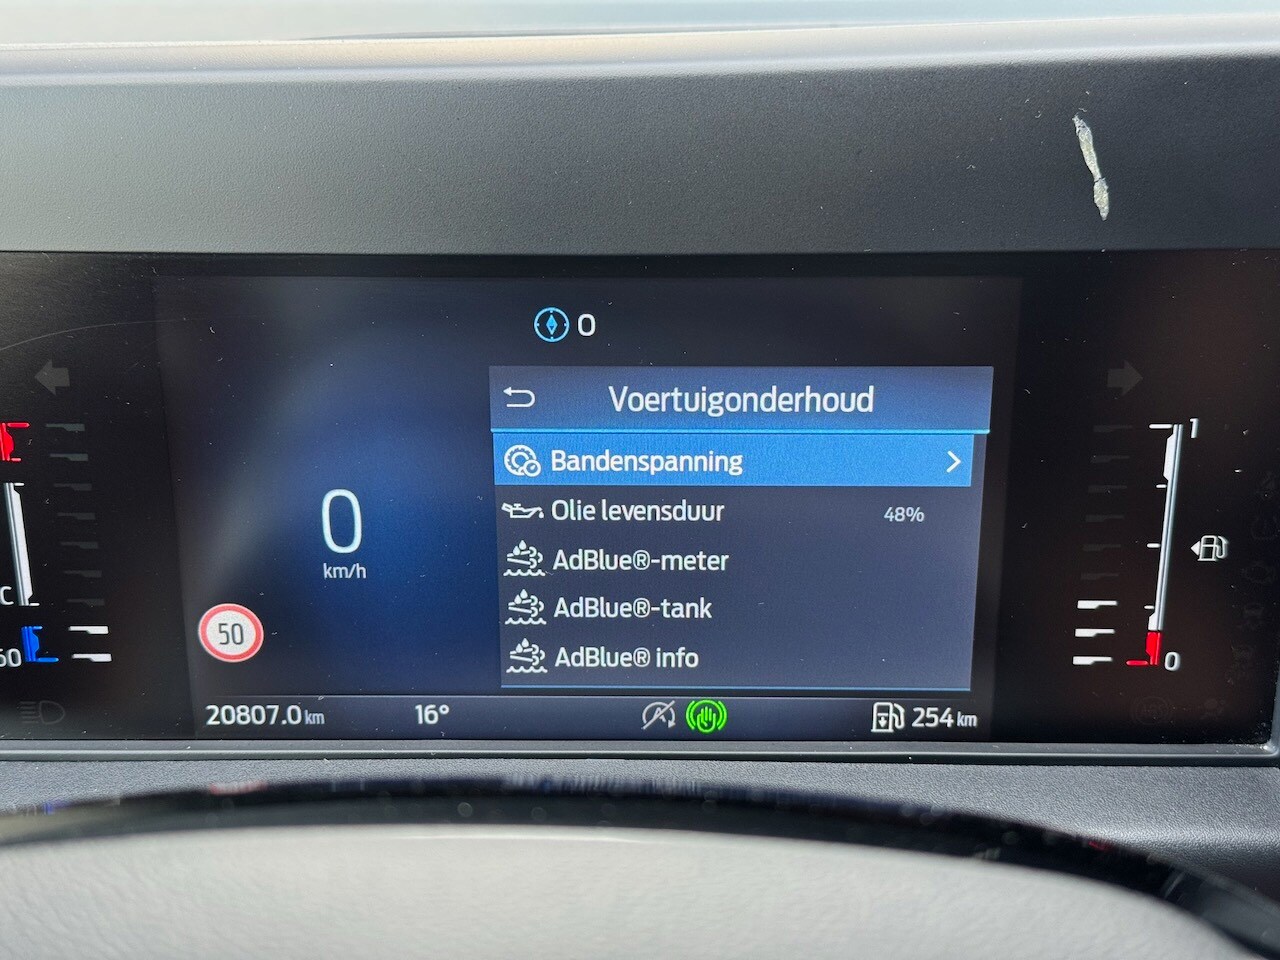 0
Voertuigonderhoud
Bandenspanning
Olie levensduur 48%
AdBlue®-meter
AdBlue®-tank
AdBlue® info
0
km/h
50
20807.0 km 16° 254 km
C
60
1
0